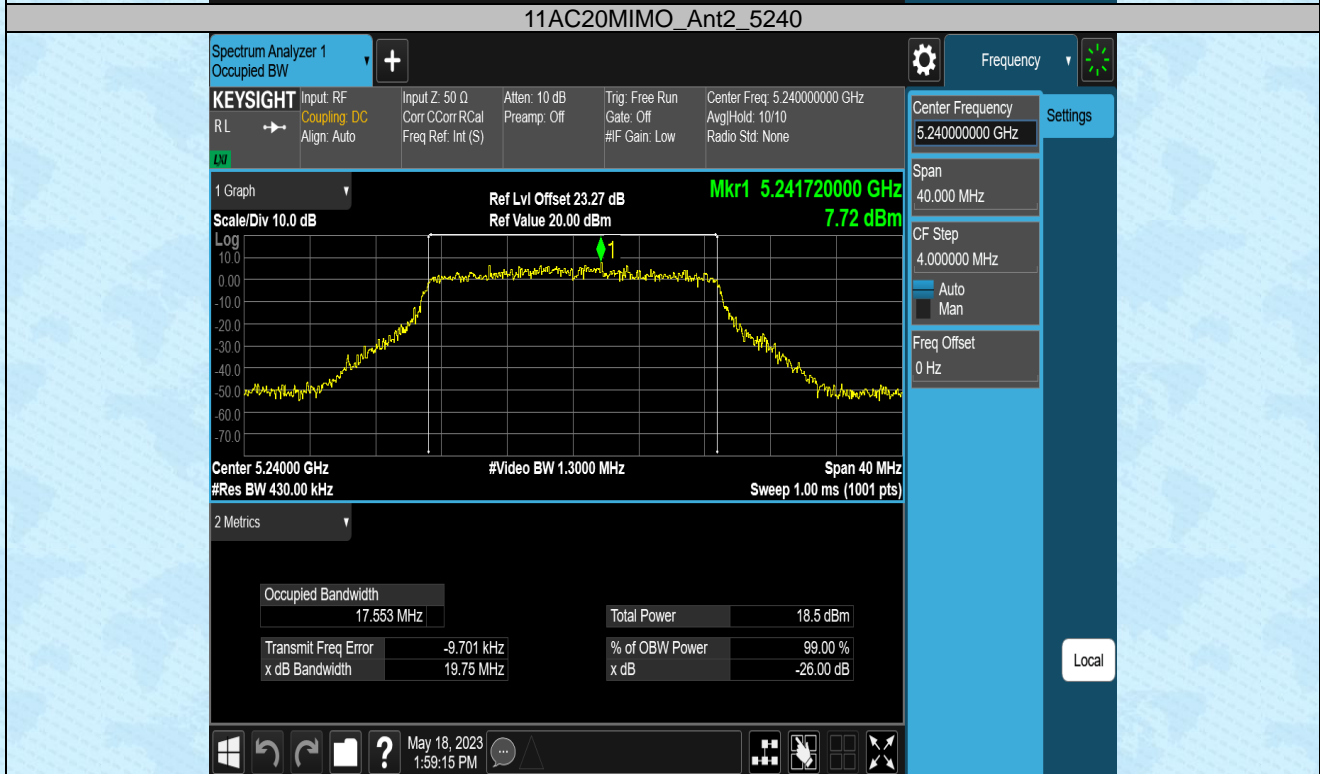 11AC20MIMO_Ant2_5240
Spectrum Analyzer 1
Occupied BW
+
Frequency
KEYSIGHT
R L
LXI
Input: RF
Coupling: DC
Align: Auto
Input Z: 50 Ω
Corr CCorr RCal
Freq Ref: Int (S)
Atten: 10 dB
Preamp: Off
Trig: Free Run
Gate: Off
#IF Gain: Low
Center Freq: 5.240000000 GHz
Avg|Hold: 10/10
Radio Std: None
Center Frequency
5.240000000 GHz
Settings
Span
40.000 MHz
CF Step
4.000000 MHz
Auto
Man
Freq Offset
0 Hz
1 Graph
Scale/Div 10.0 dB
Ref Lvl Offset 23.27 dB
Ref Value 20.00 dBm
Mkr1 5.241720000 GHz
7.72 dBm
Log
1
10.0
0.00
-10.0
-20.0
-30.0
-40.0
-50.0
-60.0
-70.0
Center 5.24000 GHz
#Video BW 1.3000 MHz
Span 40 MHz
#Res BW 430.00 kHz
Sweep 1.00 ms (1001 pts)
2 Metrics
Occupied Bandwidth
17.553 MHz
Total Power 18.5 dBm
Transmit Freq Error -9.701 kHz
% of OBW Power 99.00 %
x dB Bandwidth 19.75 MHz
x dB -26.00 dB
Local
?
May 18, 2023
1:59:15 PM